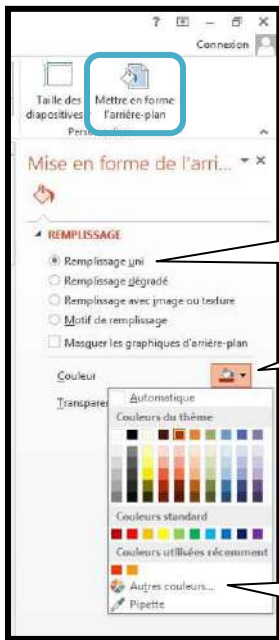 Connexion
Taille des Mettre en forme
diapositives l'arrière-plan
Mise en forme de l'arri...
REMPLISSAGE
Remplissage uni
Remplissage dégradé
Remplissage avec image ou texture
Motif de remplissage
Masquer les graphiques d'arrière-plan
Couleur
Transparen
Automatique
Couleurs du thème
Couleurs standard
Couleurs utilisées récemment
Autres couleurs...
Pipette